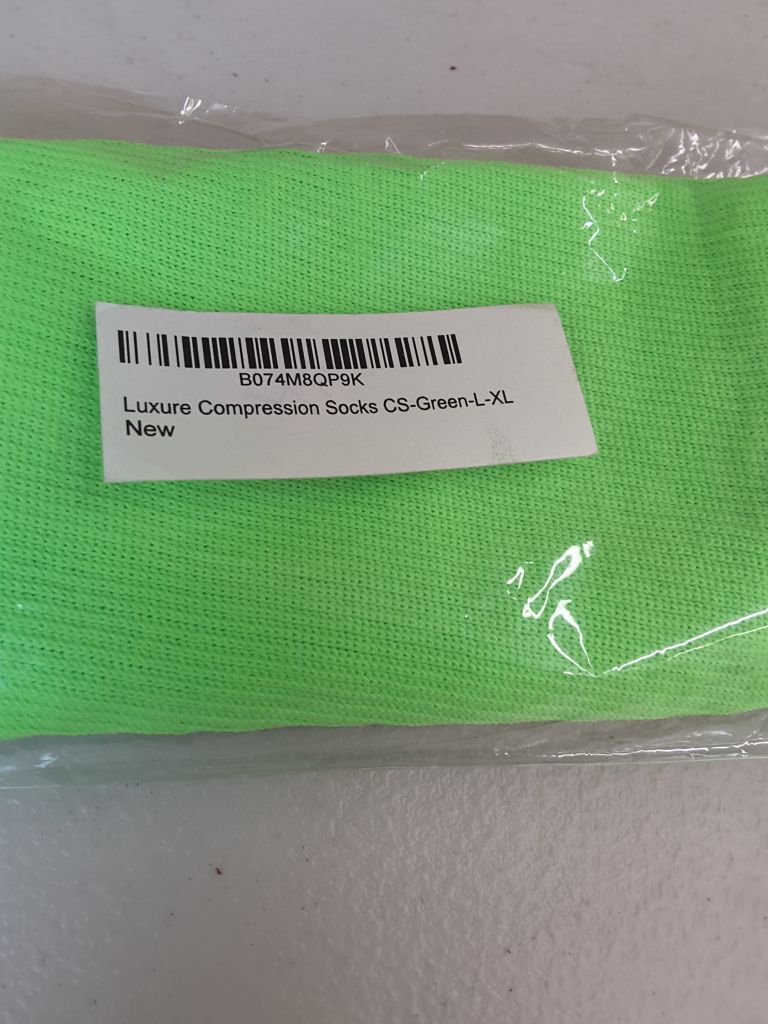 B074M8QP9K
Luxure Compression Socks CS-Green-L-XL
New